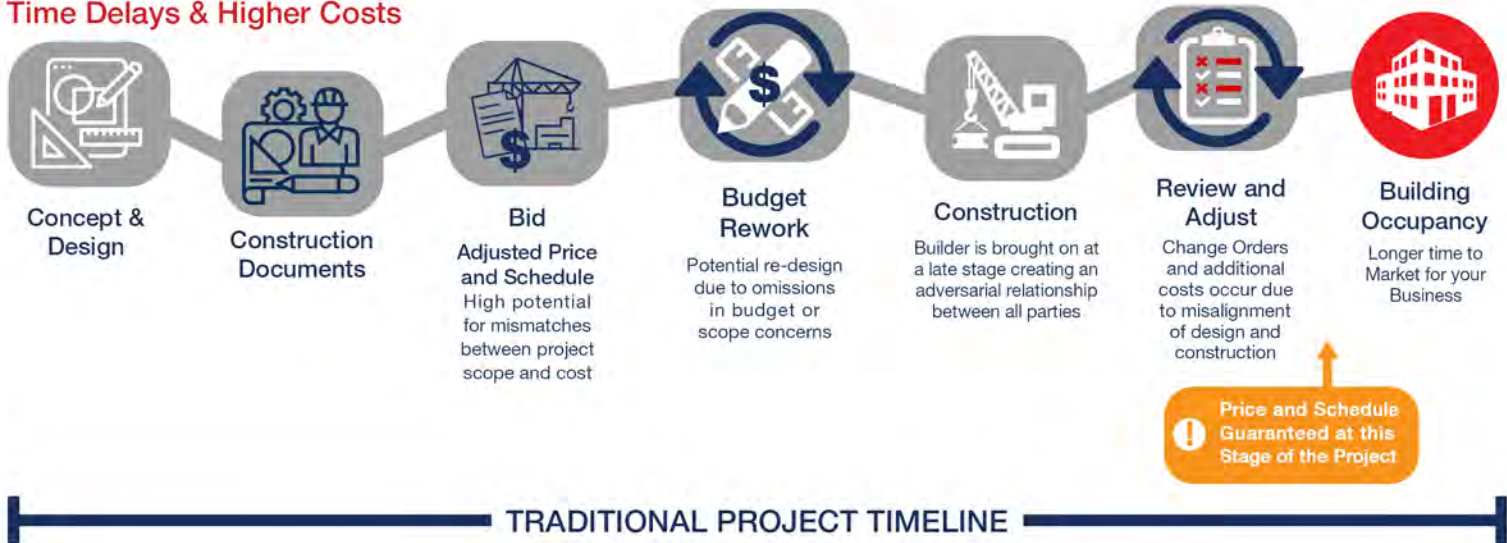 Time Delays & Higher Costs
Concept &
Design
Construction
Documents
Bid
Adjusted Price
and Schedule
High potential
for mismatches
between project
scope and cost
$
Budget
Rework
Potential re-design
due to omissions
in budget or
scope concerns
$
Construction
Builder is brought on at
a late stage creating an
adversarial relationship
between all parties
Review and
Adjust
Change Orders
and additional
costs occur due
to misalignment
of design and
construction
Building
Occupancy
Longer time to
Market for your
Business
!
Price and Schedule
Guaranteed at this
Stage of the Project
TRADITIONAL PROJECT TIMELINE